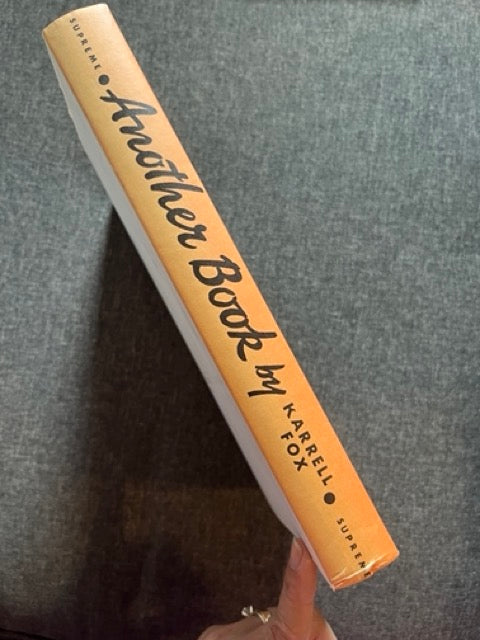 SUPREME • Another Book by KARRELL
FOX • SUPREME